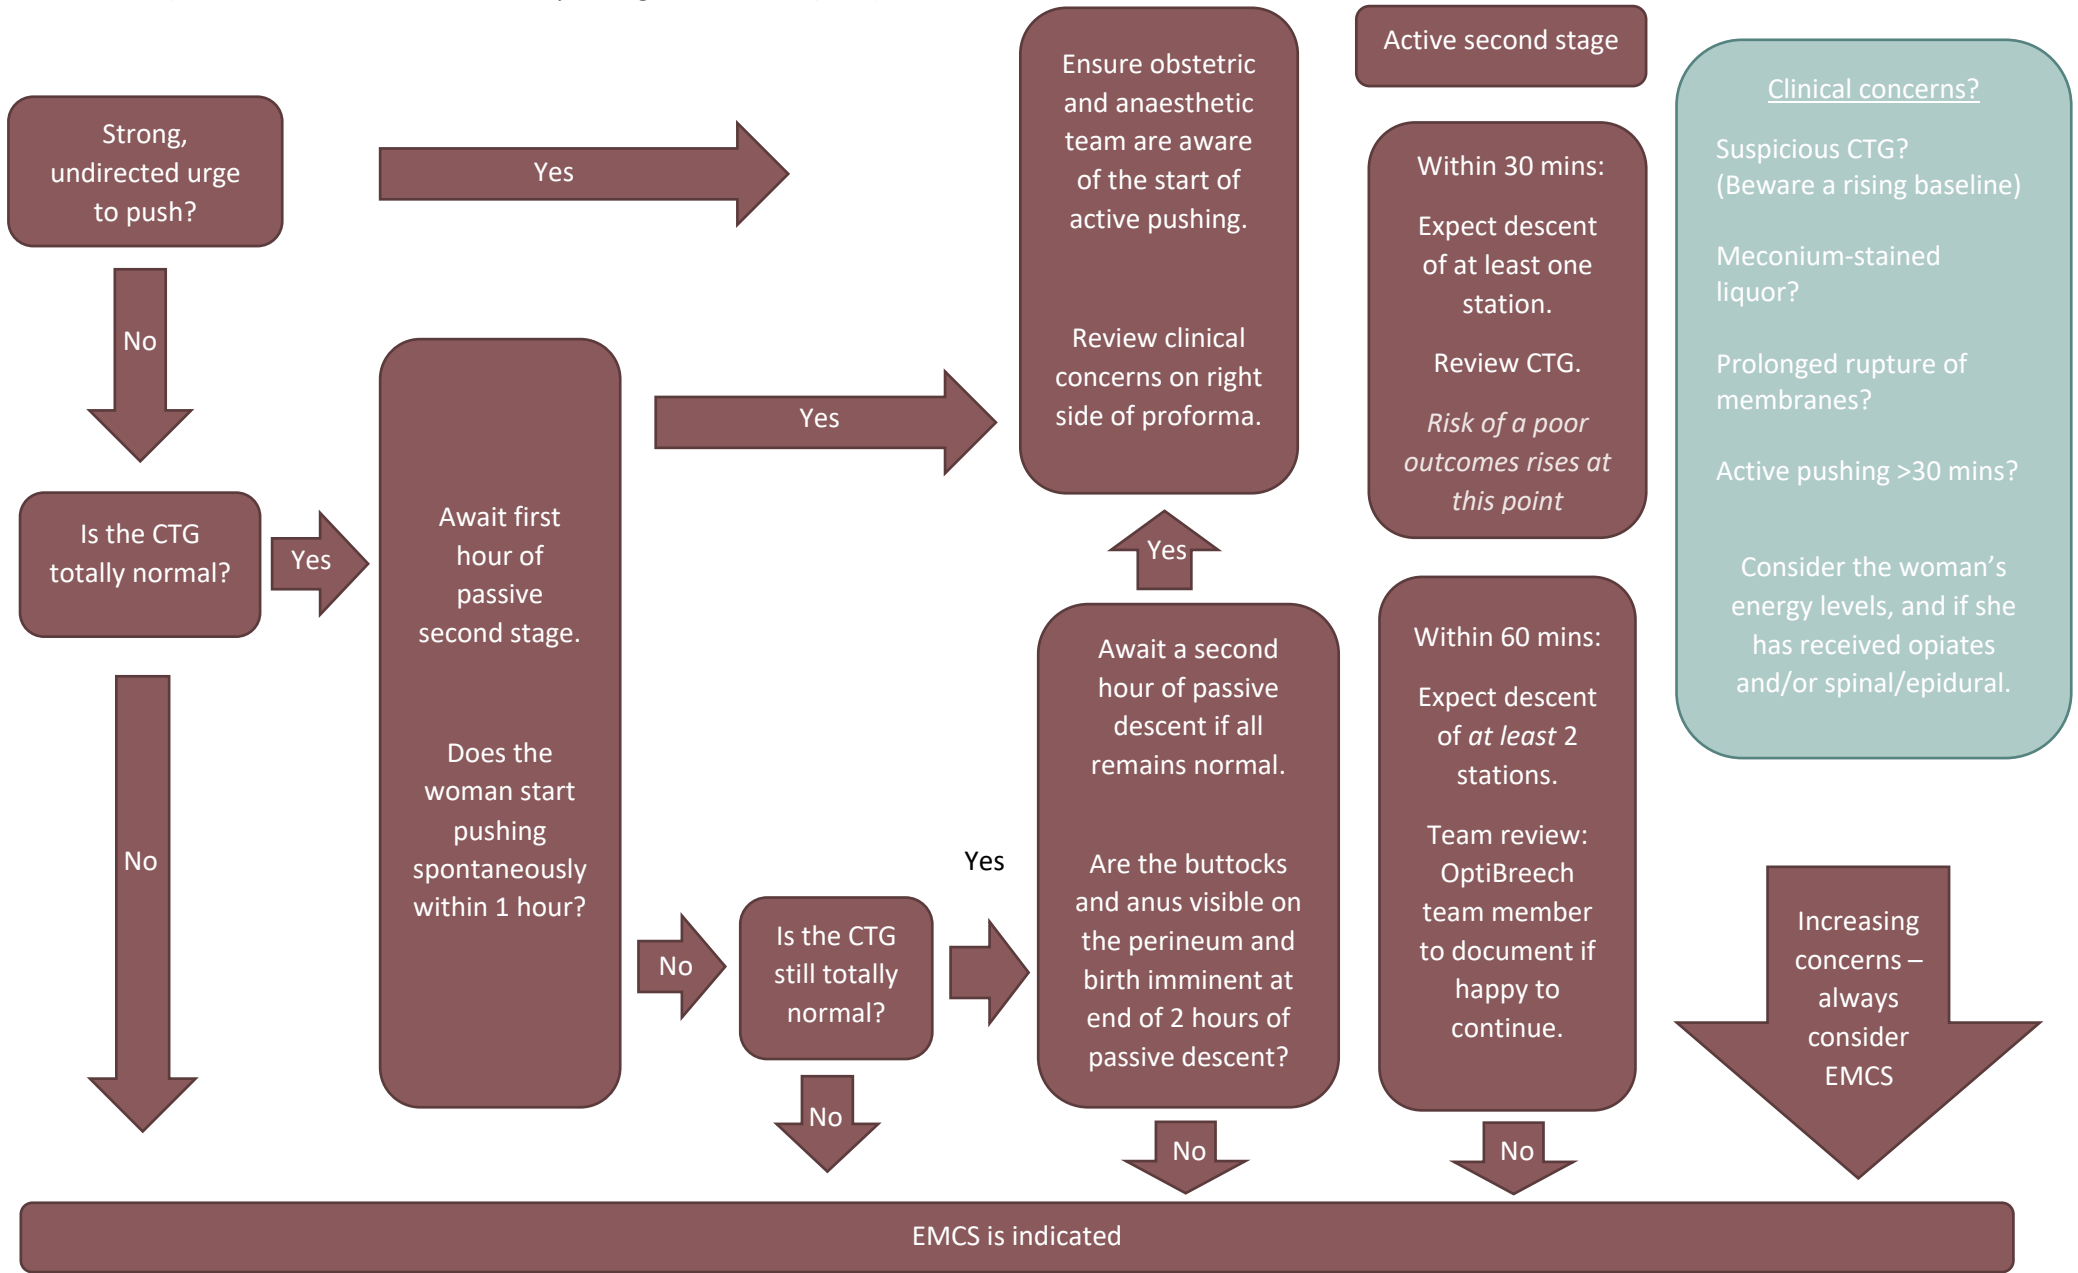 Strong,
undirected urge
to push?
Yes
No
Is the CTG
totally normal?
Yes
No
Await first
hour of
passive
second stage.
Does the
woman start
pushing
spontaneously
within 1 hour?
Yes
No
Is the CTG
still totally
normal?
Yes
No
Ensure obstetric
and anaesthetic
team are aware
of the start of
active pushing.
Review clinical
concerns on right
side of proforma.
Yes
Await a second
hour of passive
descent if all
remains normal.
Are the buttocks
and anus visible on
the perineum and
birth imminent at
end of 2 hours of
passive descent?
No
Active second stage
Within 30 mins:
Expect descent
of at least one
station.
Review CTG.
Risk of a poor
outcomes rises at
this point
Within 60 mins:
Expect descent
of at least 2
stations.
Team review:
OptiBreech
team member
to document if
happy to
continue.
No
Clinical concerns?
Suspicious CTG?
(Beware a rising baseline)
Meconium-stained
liquor?
Prolonged rupture of
membranes?
Active pushing >30 mins?
Consider the woman’s
energy levels, and if she
has received opiates
and/or spinal/epidural.
Increasing
concerns –
always
consider
EMCS
EMCS is indicated